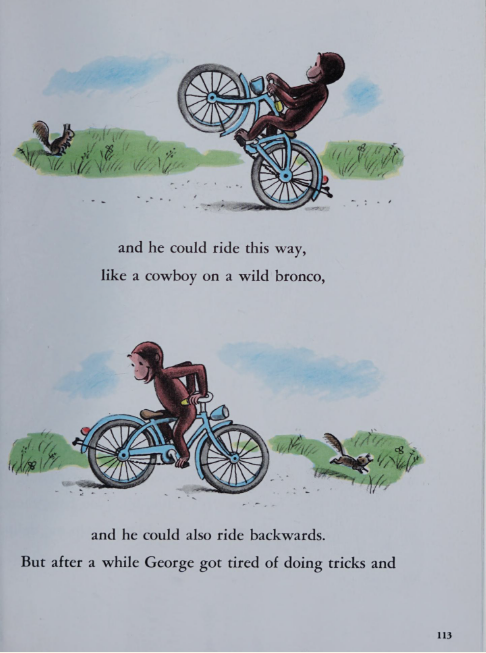 and he could ride this way,
like a cowboy on a wild bronco,
and he could also ride backwards.
But after a while George got tired of doing tricks and
113